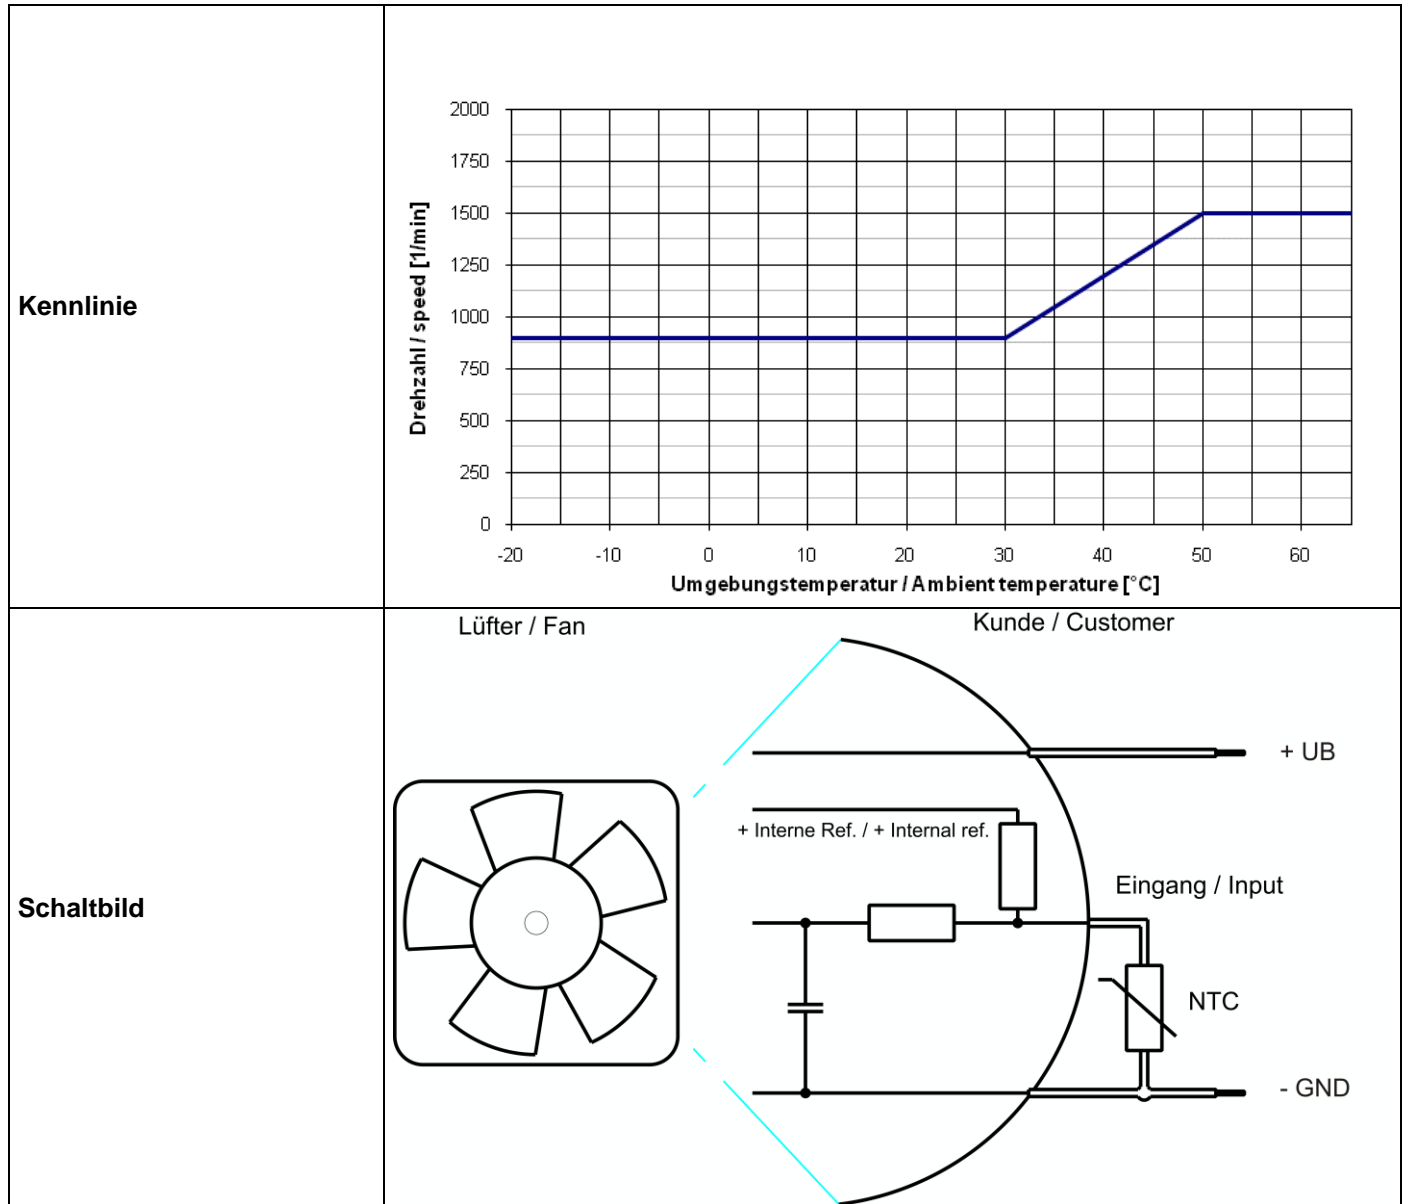 Kennlinie
Drehzahl / speed [1/min]
2000
1750
1500
1250
1000
750
500
250
0
-20 -10 0 10 20 30 40 50 60
Umgebungstemperatur / Ambient temperature [°C]
Schaltbild
Lüfter / Fan
Kunde / Customer
+ UB
+ Interne Ref. / + Internal ref.
Eingang / Input
NTC
- GND